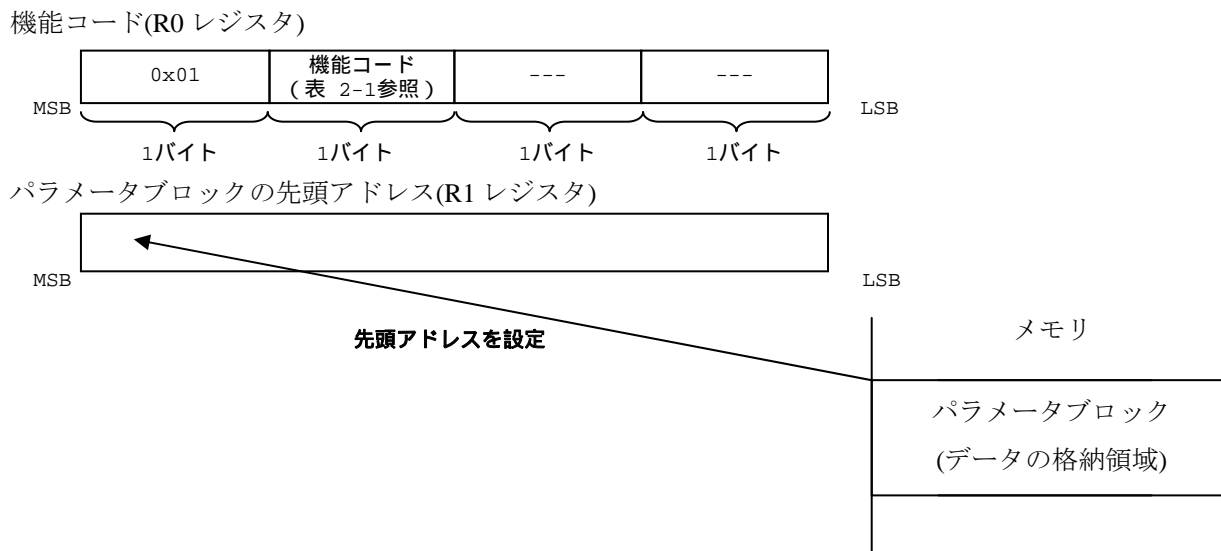 機能コード(R0 レジスタ)
0x01
機能コード
(表 2-1参照)
---
---
MSB
LSB
1バイト
1バイト
1バイト
1バイト
パラメータブロックの先頭アドレス(R1 レジスタ)
MSB
LSB
先頭アドレスを設定
メモリ
パラメータブロック
(データの格納領域)